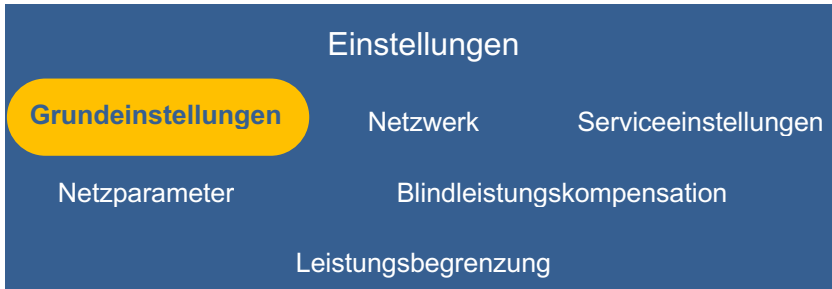 Einstellungen
Grundeinstellungen Netzwerk Serviceeinstellungen
Netzparameter Blindleistungskompensation
Leistungsbegrenzung